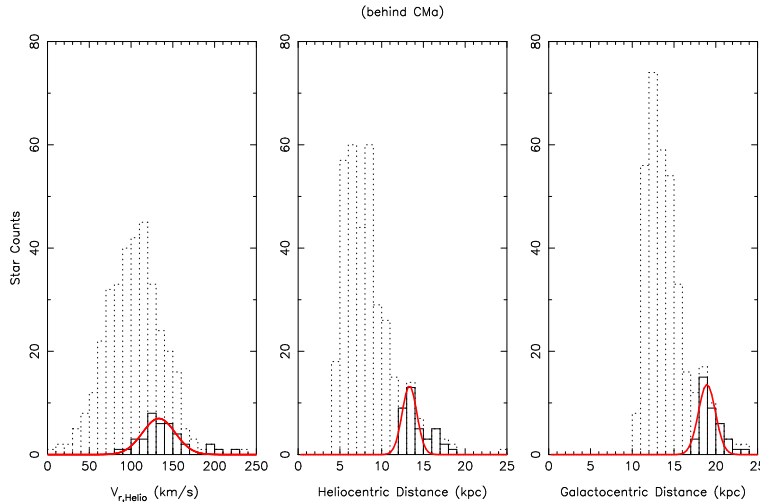 (behind CMa)
80 80 80
60 60 60
40 40 40
20 20 20
0 0 0
Star Counts
0 50 100 150 200 250 0 5 10 15 20 25 0 5 10 15 20 25
V_r,Helio (km/s) Heliocentric Distance (kpc) Galactocentric Distance (kpc)